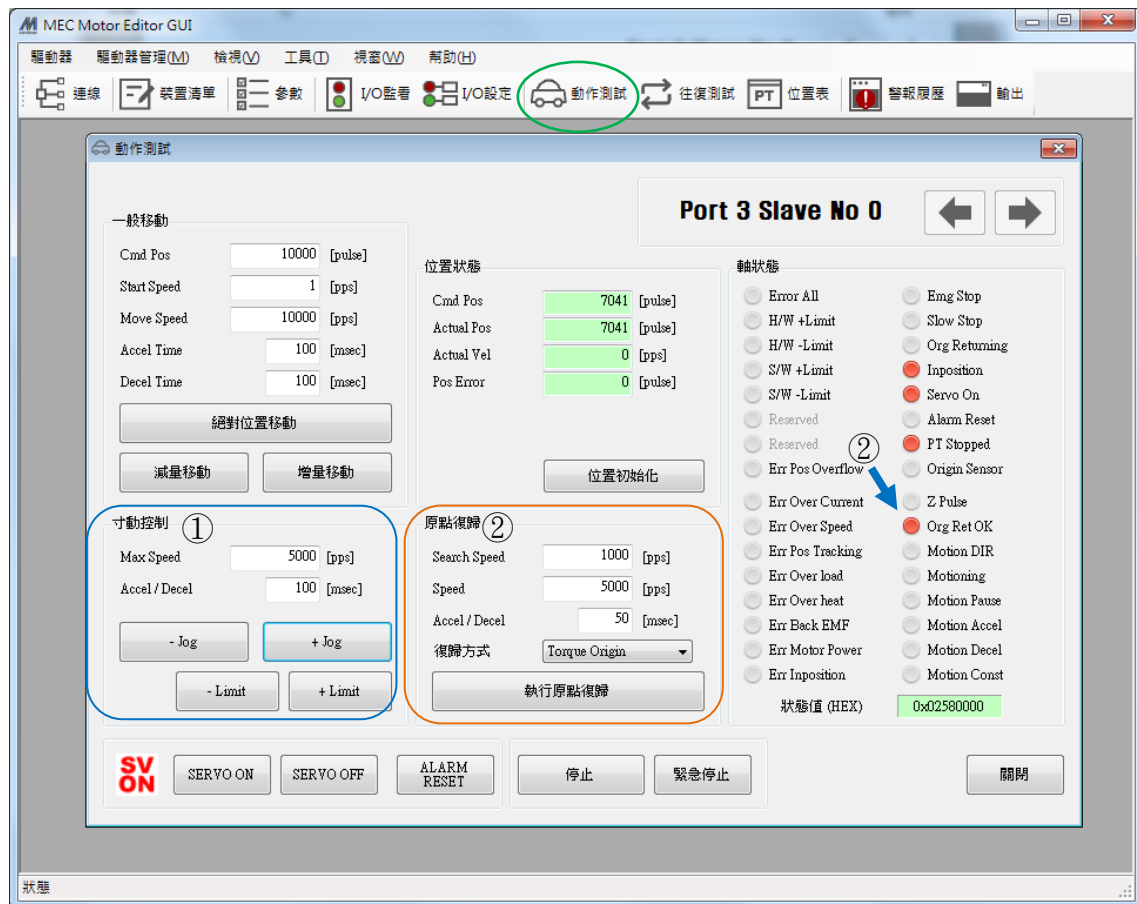 MEC Motor Editor GUI
驅動器 驅動器管理(M) 檢視(V) 工具(T) 視窗(W) 幫助(H)
連線 裝置清單 參數 I/O監看 I/O設定 動作測試 往復測試 PT 位置表 警報履歷 輸出
動作測試
Port 3 Slave No 0
一般移動
Cmd Pos 10000 [pulse]
Start Speed 1 [pps]
Move Speed 10000 [pps]
Accel Time 100 [msec]
Decel Time 100 [msec]
絕對位置移動
減量移動 增量移動
位置狀態
Cmd Pos 7041 [pulse]
Actual Pos 7041 [pulse]
Actual Vel 0 [pps]
Pos Error 0 [pulse]
位置初始化
寸動控制 ①
Max Speed 5000 [pps]
Accel / Decel 100 [msec]
- Jog + Jog
- Limit + Limit
原點復歸 ②
Search Speed 1000 [pps]
Speed 5000 [pps]
Accel / Decel 50 [msec]
復歸方式 Torque Origin
執行原點復歸
軸狀態
Error All Emg Stop
H/W +Limit Slow Stop
H/W -Limit Org Returning
S/W +Limit Inposition
S/W -Limit Servo On
Reserved Alarm Reset
Reserved ② PT Stopped
Err Pos Overflow Origin Sensor
Err Over Current Z Pulse
Err Over Speed Org Ret OK
Err Pos Tracking Motion DIR
Err Over load Motioning
Err Over heat Motion Pause
Err Back EMF Motion Accel
Err Motor Power Motion Decel
Err Inposition Motion Const
狀態值 (HEX) 0x02580000
SV ON SERVO ON SERVO OFF ALARM RESET 停止 緊急停止 關閉
狀態